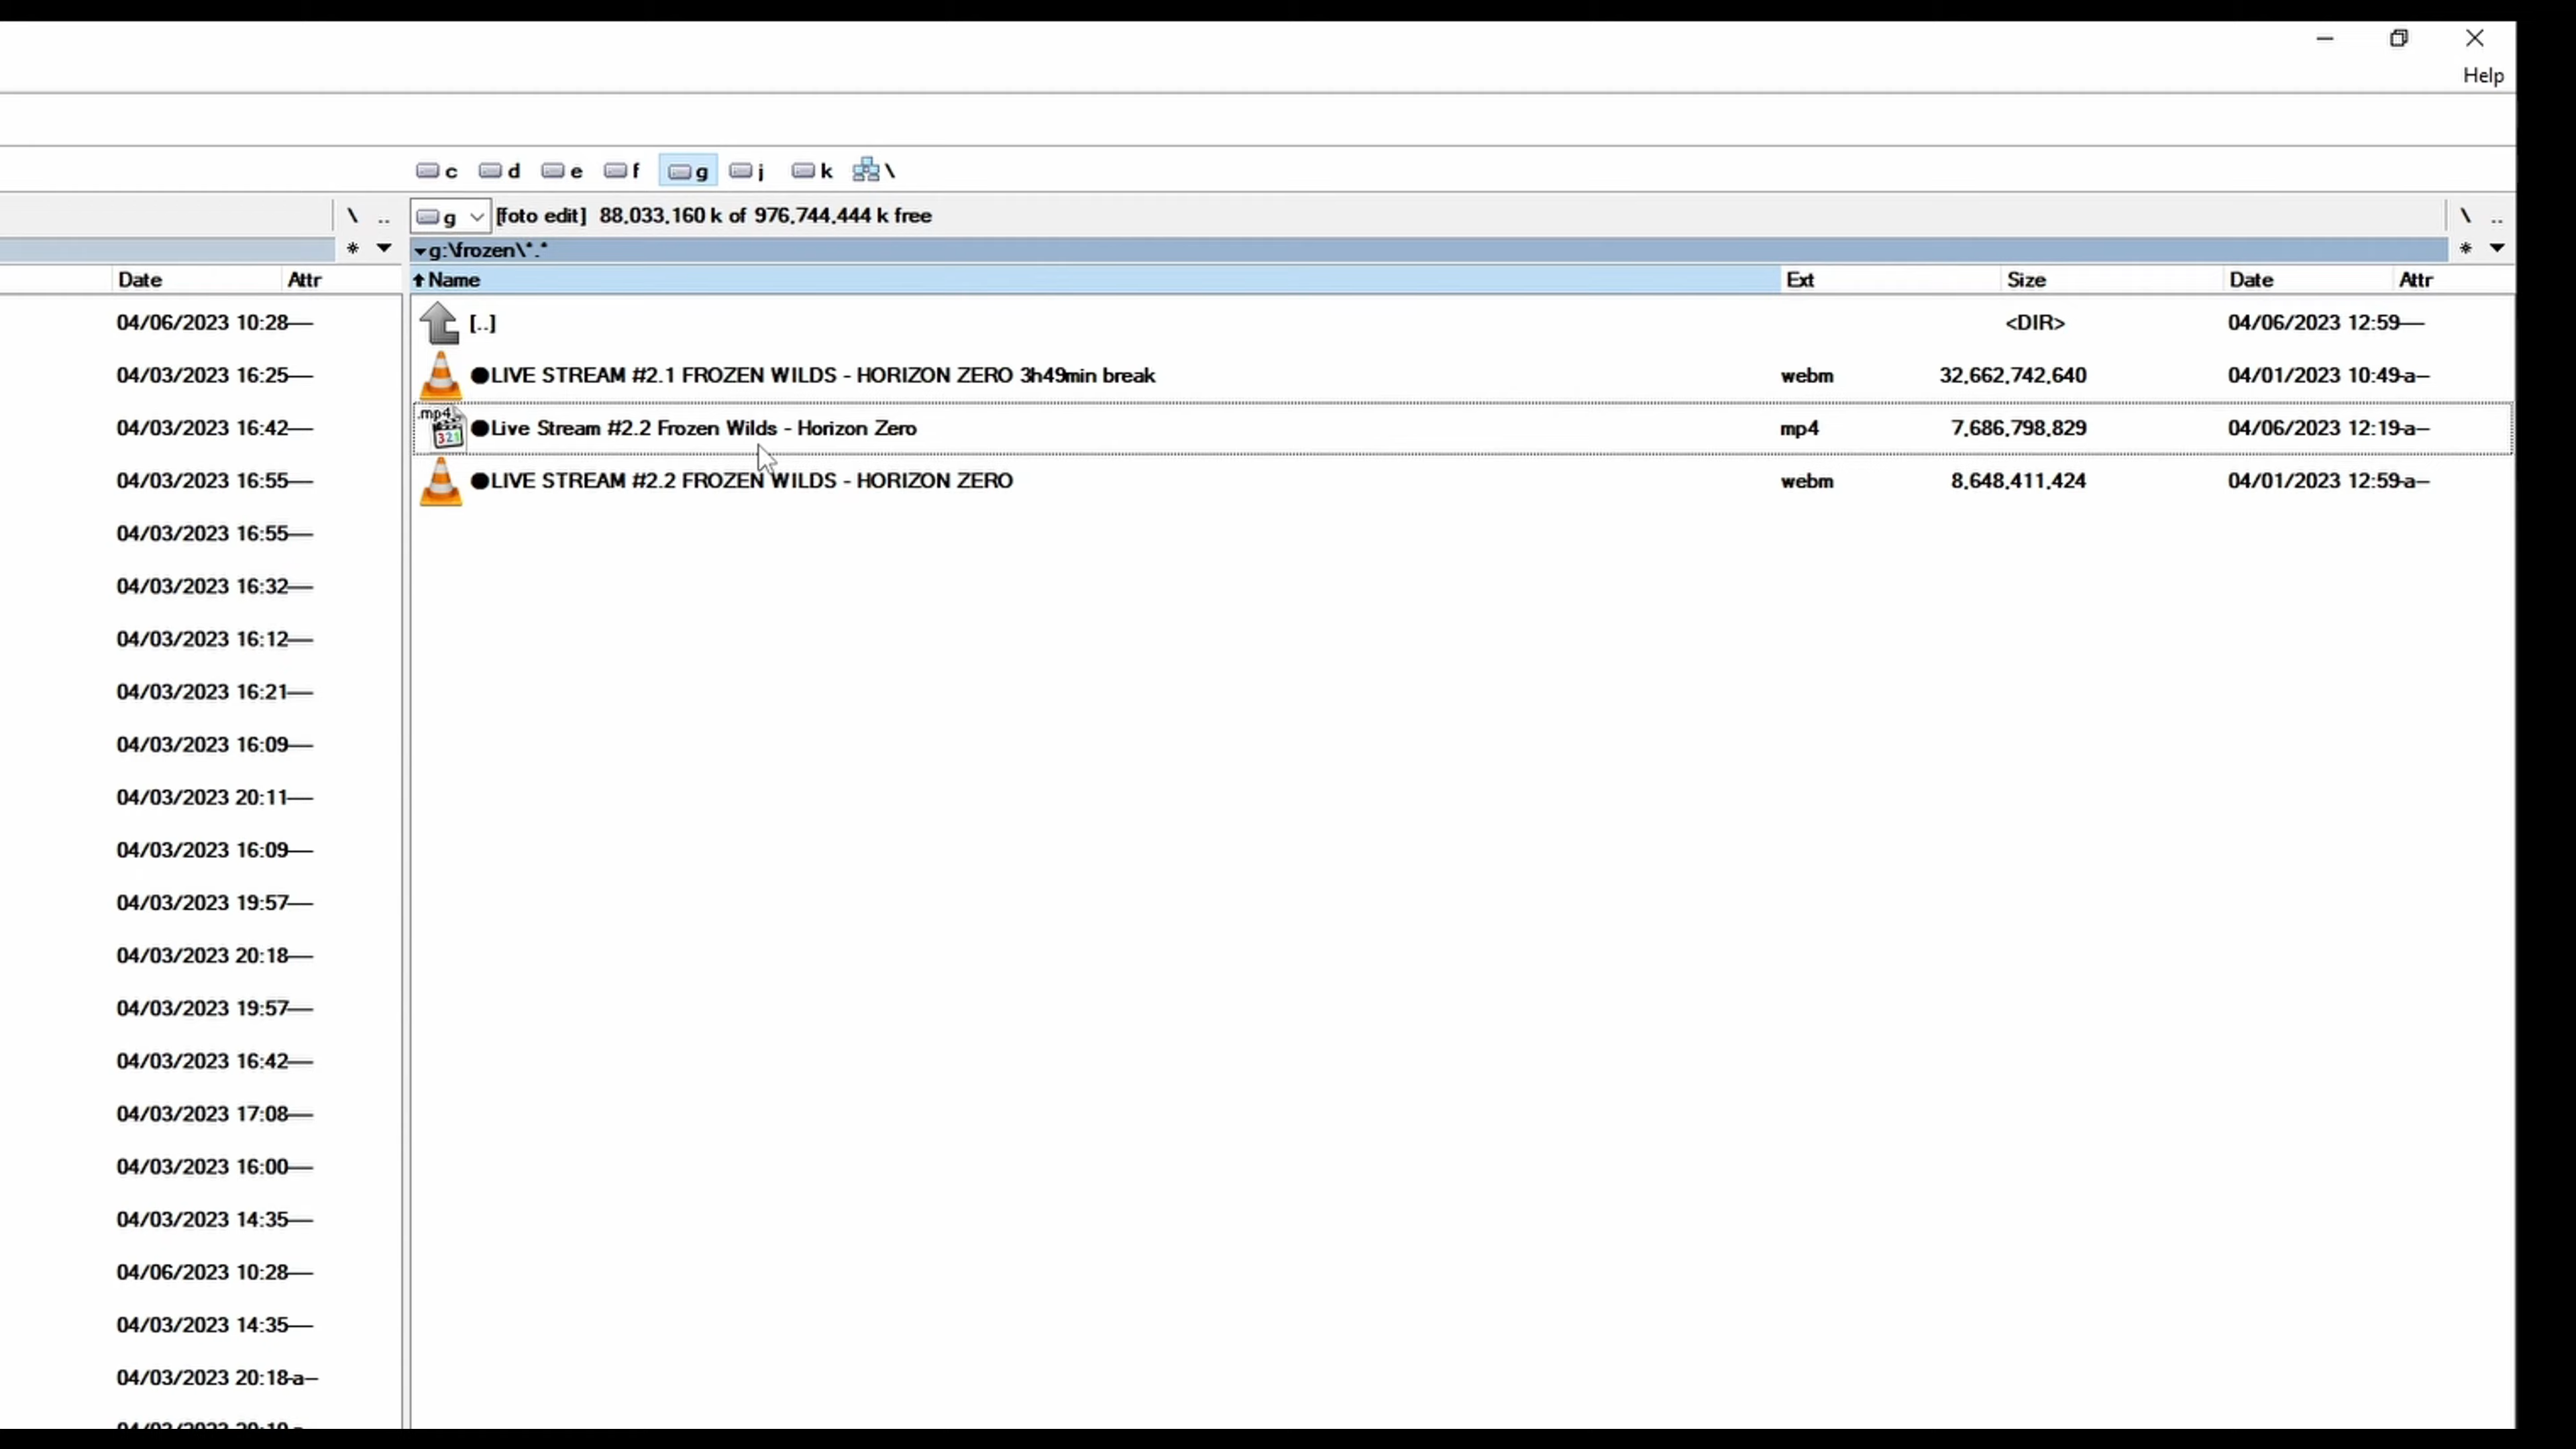 Help
c d e f g j k \
\ .. g [foto edit] 88,033,160 k of 976,744,444 k free \ ..
* g:\frozen\*.* *
Date Attr Name Ext Size Date Attr
04/06/2023 10:28---- [..] <DIR> 04/06/2023 12:59----
04/03/2023 16:25---- ●LIVE STREAM #2.1 FROZEN WILDS - HORIZON ZERO 3h49min break webm 32,662,742,640 04/01/2023 10:49-a--
04/03/2023 16:42---- .mp4 321 ●Live Stream #2.2 Frozen Wilds - Horizon Zero mp4 7,686,798,829 04/06/2023 12:19-a--
04/03/2023 16:55---- ●LIVE STREAM #2.2 FROZEN WILDS - HORIZON ZERO webm 8,648,411,424 04/01/2023 12:59-a--
04/03/2023 16:55----
04/03/2023 16:32----
04/03/2023 16:12----
04/03/2023 16:21----
04/03/2023 16:09----
04/03/2023 20:11----
04/03/2023 16:09----
04/03/2023 19:57----
04/03/2023 20:18----
04/03/2023 19:57----
04/03/2023 16:42----
04/03/2023 17:08----
04/03/2023 16:00----
04/03/2023 14:35----
04/06/2023 10:28----
04/03/2023 14:35----
04/03/2023 20:18-a--